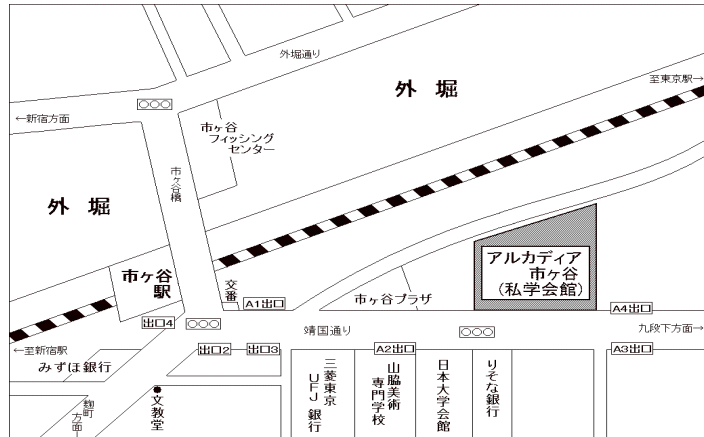 外堀通り
外 堀
至東京駅→
○○○
←新宿方面
市ヶ谷
フィッシング
センター
市ヶ谷橋
外 堀
市ヶ谷
駅
交番
A1出口
市ヶ谷プラザ
アルカディア
市ヶ谷
(私学会館)
A4出口
出口4
○○○
靖国通り
○○○
九段下方面→
←至新宿駅
出口2
出口3
A2出口
A3出口
みずほ銀行
麹町
方面
文教堂
三菱東京
UFJ 銀行
山脇美術
専門学校
日本大学会館
りそな銀行